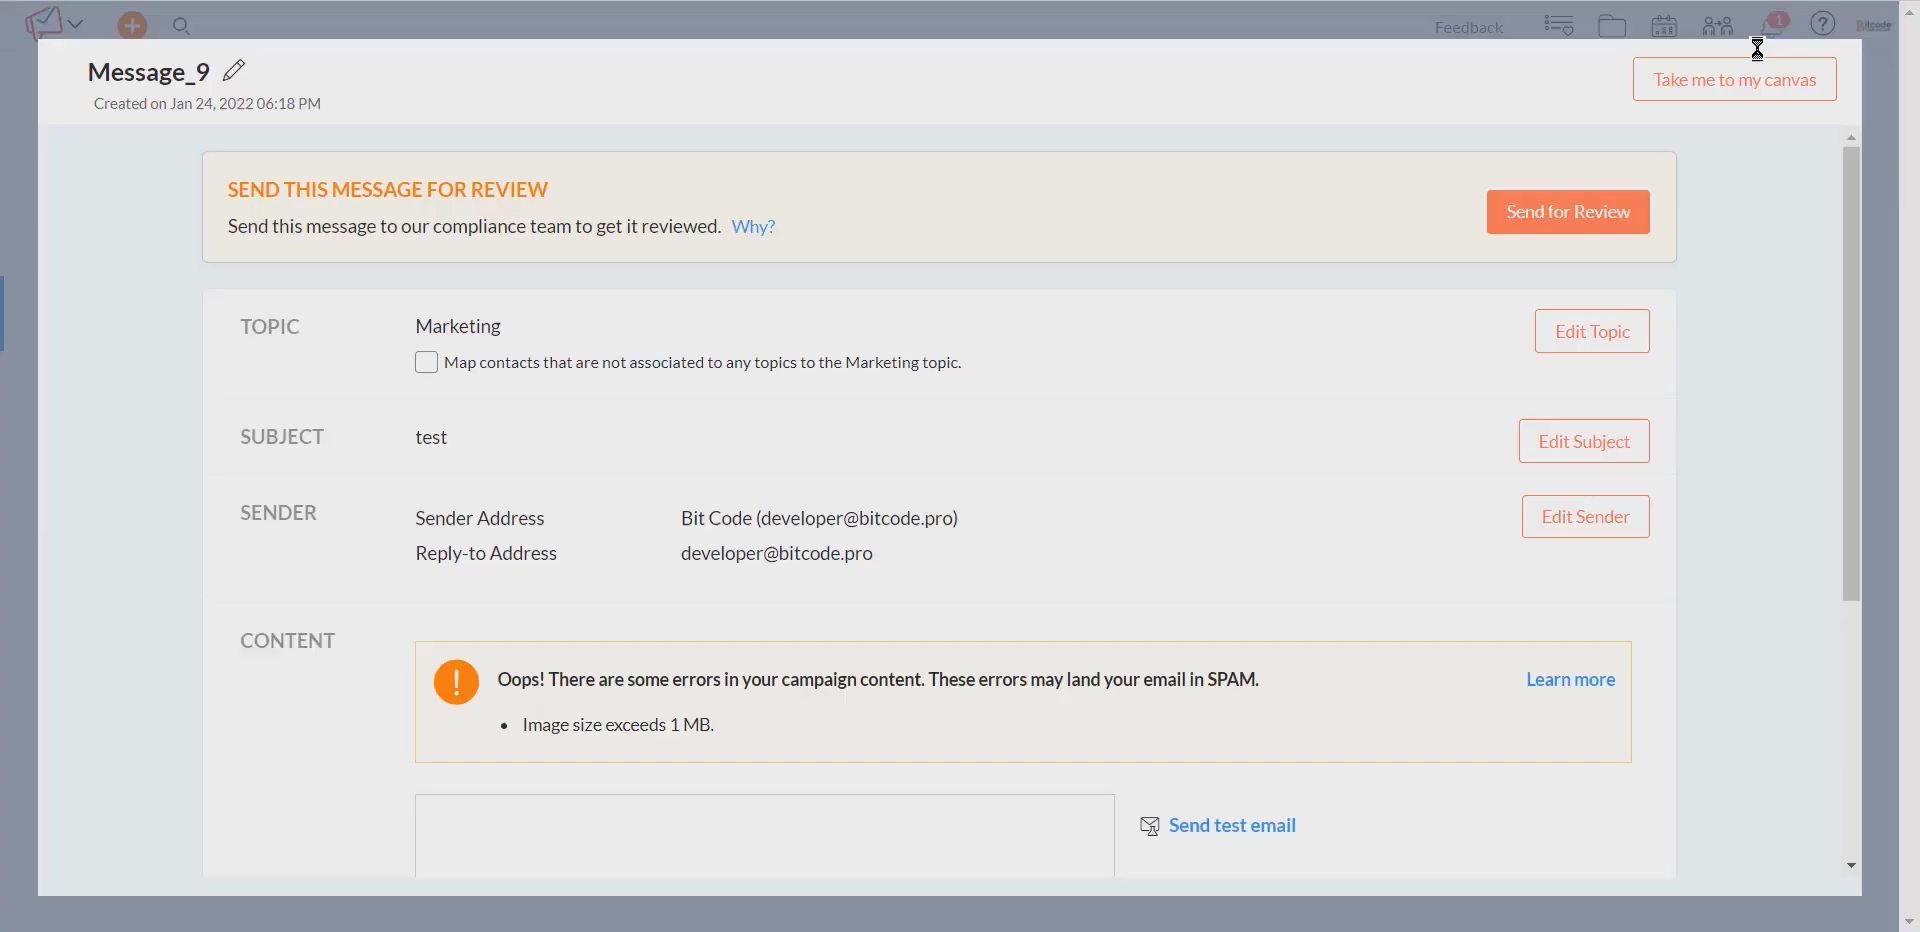 Feedback
1
?
Bitcode
Message_9
Created on Jan 24, 2022 06:18 PM
Take me to my canvas
SEND THIS MESSAGE FOR REVIEW
Send this message to our compliance team to get it reviewed. Why?
Send for Review
TOPIC
Marketing
Edit Topic
Map contacts that are not associated to any topics to the Marketing topic.
SUBJECT
test
Edit Subject
SENDER
Sender Address
Bit Code (developer@bitcode.pro)
Edit Sender
Reply-to Address
developer@bitcode.pro
CONTENT
!
Oops! There are some errors in your campaign content. These errors may land your email in SPAM.
Learn more
• Image size exceeds 1 MB.
Send test email